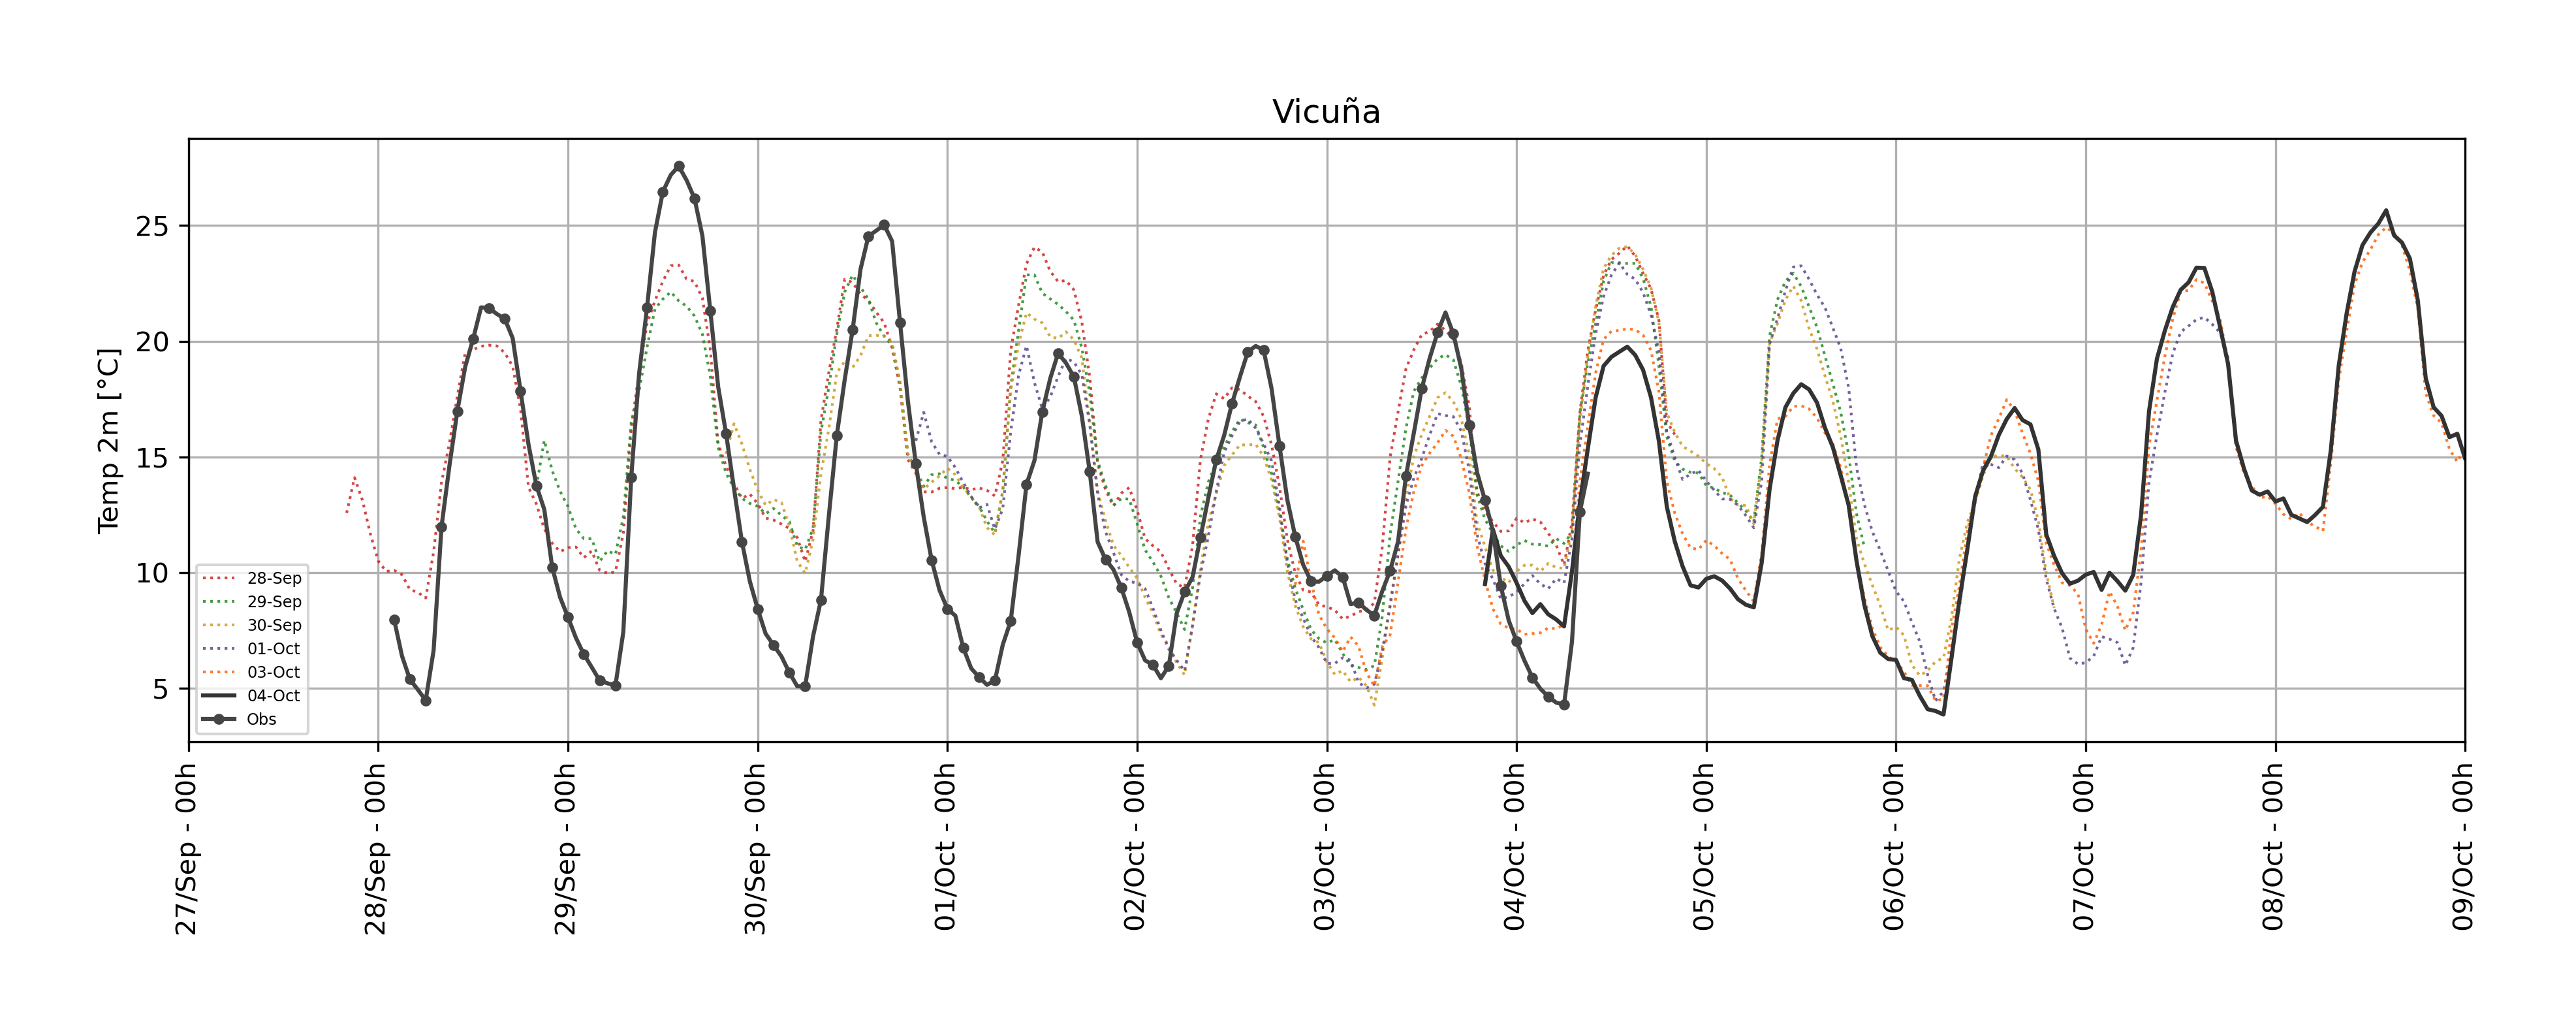 Vicuña
Temp 2m [°C]
25
20
15
10
5
28-Sep
29-Sep
30-Sep
01-Oct
03-Oct
04-Oct
Obs
27/Sep - 00h
28/Sep - 00h
29/Sep - 00h
30/Sep - 00h
01/Oct - 00h
02/Oct - 00h
03/Oct - 00h
04/Oct - 00h
05/Oct - 00h
06/Oct - 00h
07/Oct - 00h
08/Oct - 00h
09/Oct - 00h